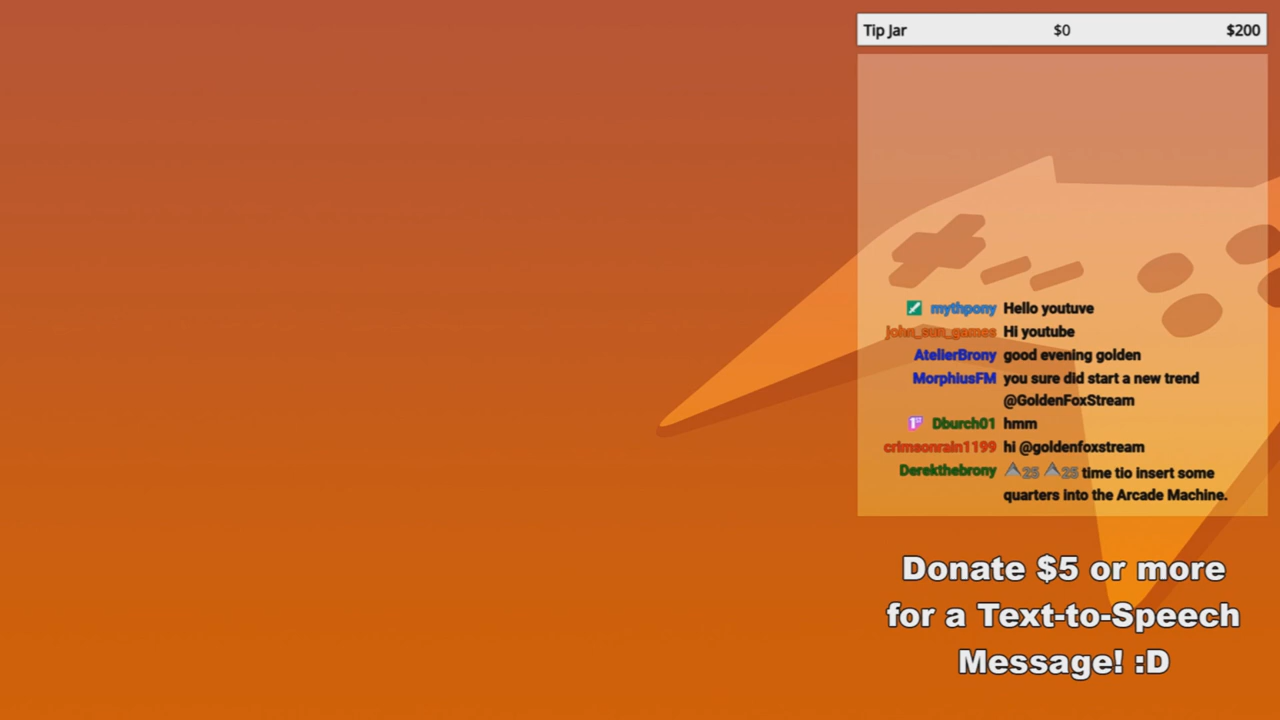 Tip Jar $0 $200
mythpony Hello youtuve
john_sun_games Hi youtube
AtelierBrony good evening golden
MorphiusFM you sure did start a new trend
@GoldenFoxStream
Dburch01 hmm
crimsonrain1199 hi @goldenfoxstream
Derekthebrony 25 25 time tio insert some
quarters into the Arcade Machine.
Donate $5 or more
for a Text-to-Speech
Message! :D